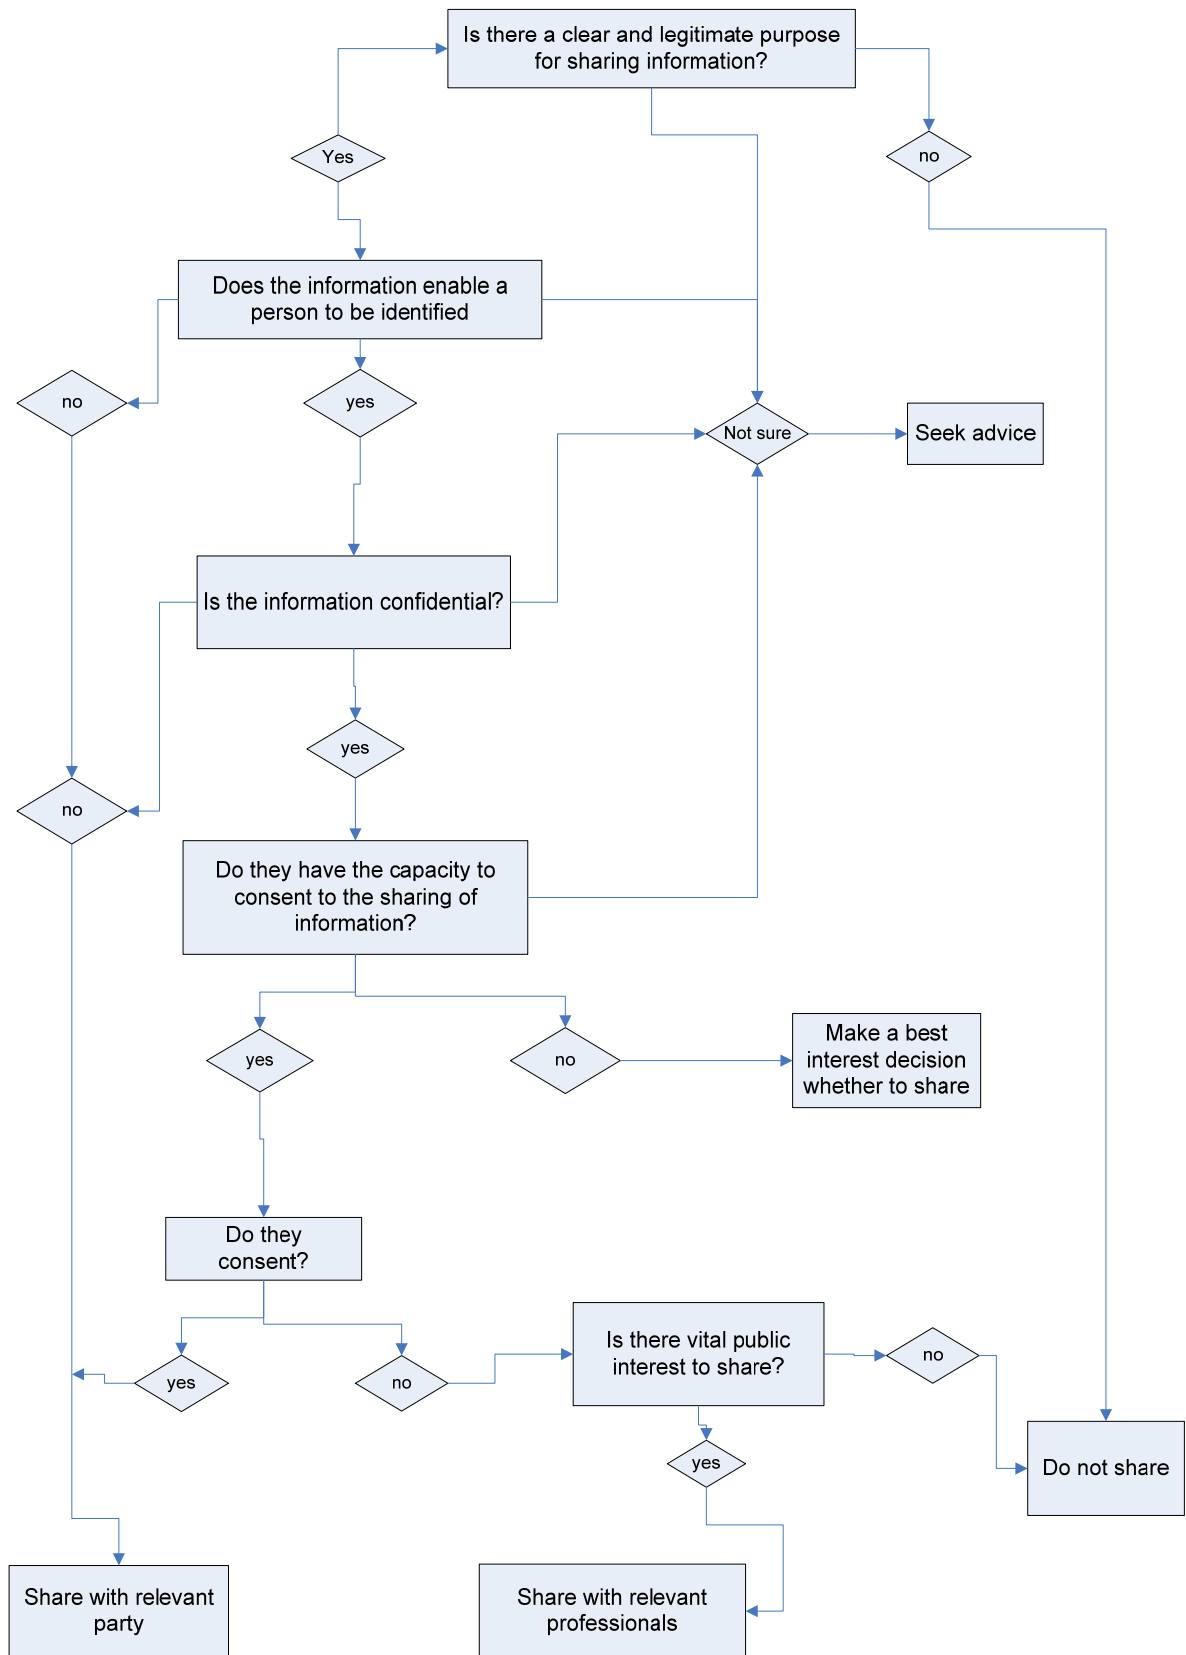 Is there a clear and legitimate purpose
for sharing information?
Yes
no
Does the information enable a
person to be identified
no
yes
Not sure
Seek advice
Is the information confidential?
yes
no
Do they have the capacity to
consent to the sharing of
information?
yes
no
Make a best
interest decision
whether to share
Do they
consent?
yes
no
Is there vital public
interest to share?
no
yes
Do not share
Share with relevant
party
Share with relevant
professionals